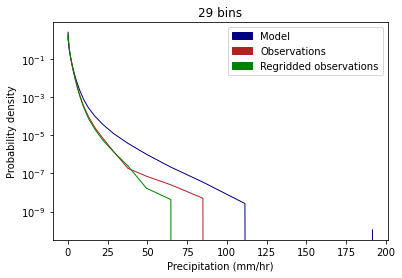 29 bins
Model
Observations
Regridded observations
Probability density
10⁻¹
10⁻³
10⁻⁵
10⁻⁷
10⁻⁹
0 25 50 75 100 125 150 175 200
Precipitation (mm/hr)